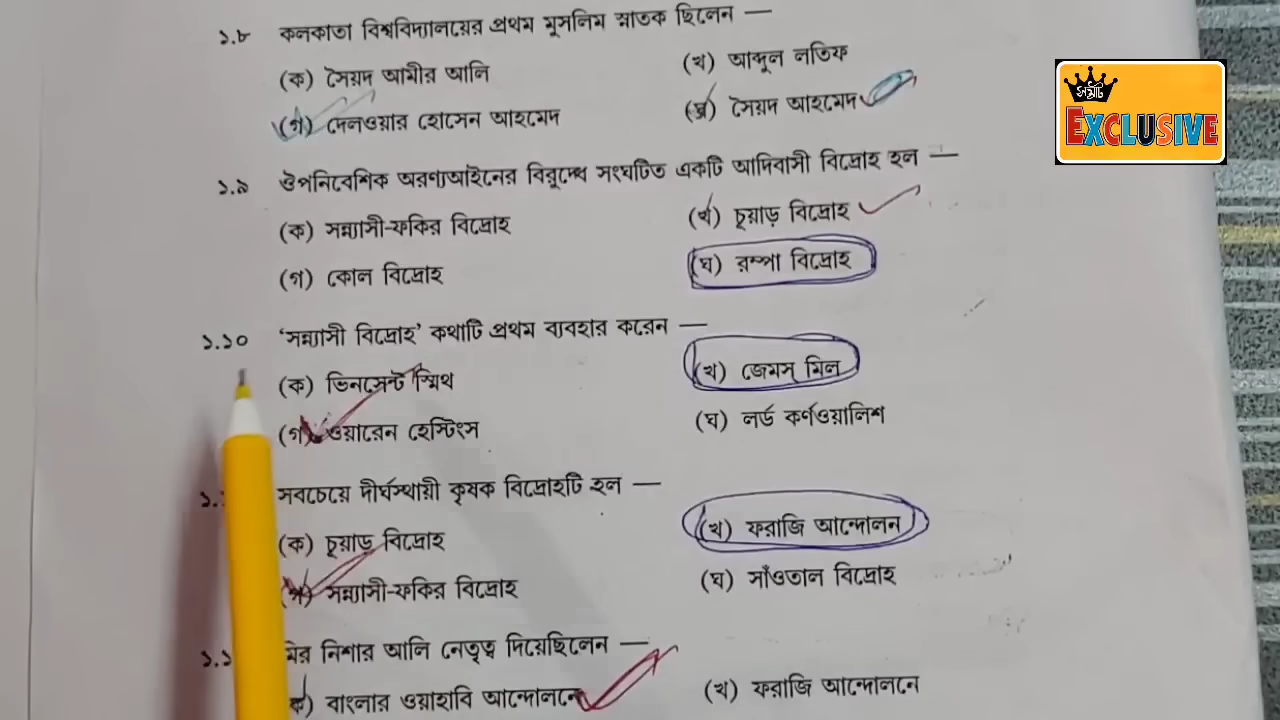 ১.৮ কলকাতা বিশ্ববিদ্যালয়ের প্রথম মুসলিম স্নাতক ছিলেন —
(ক) সৈয়দ আমীর আলি (খ) আব্দুল লতিফ
(গ) দেলওয়ার হোসেন আহমেদ (ঘ) সৈয়দ আহমেদ
সম্রাট
EXCLUSIVE
১.৯ ঔপনিবেশিক অরণ্যআইনের বিরুদ্ধে সংঘটিত একটি আদিবাসী বিদ্রোহ হল —
(ক) সন্ন্যাসী-ফকির বিদ্রোহ (খ) চুয়াড় বিদ্রোহ
(গ) কোল বিদ্রোহ (ঘ) রম্পা বিদ্রোহ
১.১০ ‘সন্ন্যাসী বিদ্রোহ’ কথাটি প্রথম ব্যবহার করেন —
(ক) ভিনসেন্ট স্মিথ (খ) জেমস্ মিল
(গ) ওয়ারেন হেস্টিংস (ঘ) লর্ড কর্ণওয়ালিশ
সবচেয়ে দীর্ঘস্থায়ী কৃষক বিদ্রোহটি হল —
(ক) চুয়াড় বিদ্রোহ (খ) ফরাজি আন্দোলন
(গ) সন্ন্যাসী-ফকির বিদ্রোহ (ঘ) সাঁওতাল বিদ্রোহ
নিশার আলি নেতৃত্ব দিয়েছিলেন —
(ক) বাংলার ওয়াহাবি আন্দোলনে (খ) ফরাজি আন্দোলনে